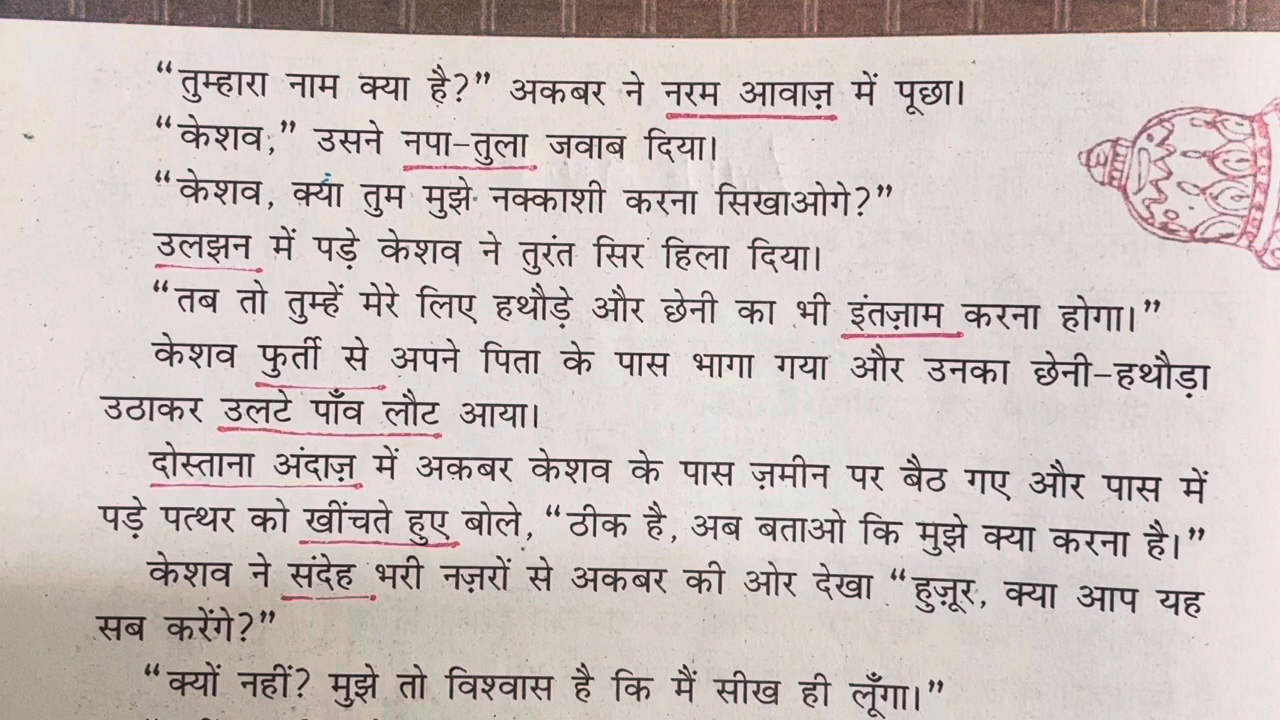 “तुम्हारा नाम क्या है?” अकबर ने नरम आवाज़ में पूछा।
“केशव,” उसने नपा-तुला जवाब दिया।
“केशव, क्या तुम मुझे नक्काशी करना सिखाओगे?”
उलझन में पड़े केशव ने तुरंत सिर हिला दिया।
“तब तो तुम्हें मेरे लिए हथौड़े और छेनी का भी इंतज़ाम करना होगा।”
केशव फुर्ती से अपने पिता के पास भागा गया और उनका छेनी-हथौड़ा
उठाकर उलटे पाँव लौट आया।
दोस्ताना अंदाज़ में अकबर केशव के पास ज़मीन पर बैठ गए और पास में
पड़े पत्थर को खींचते हुए बोले, “ठीक है, अब बताओ कि मुझे क्या करना है।”
केशव ने संदेह भरी नज़रों से अकबर की ओर देखा “हुज़ूर, क्या आप यह
सब करेंगे?”
“क्यों नहीं? मुझे तो विश्वास है कि मैं सीख ही लूँगा।”